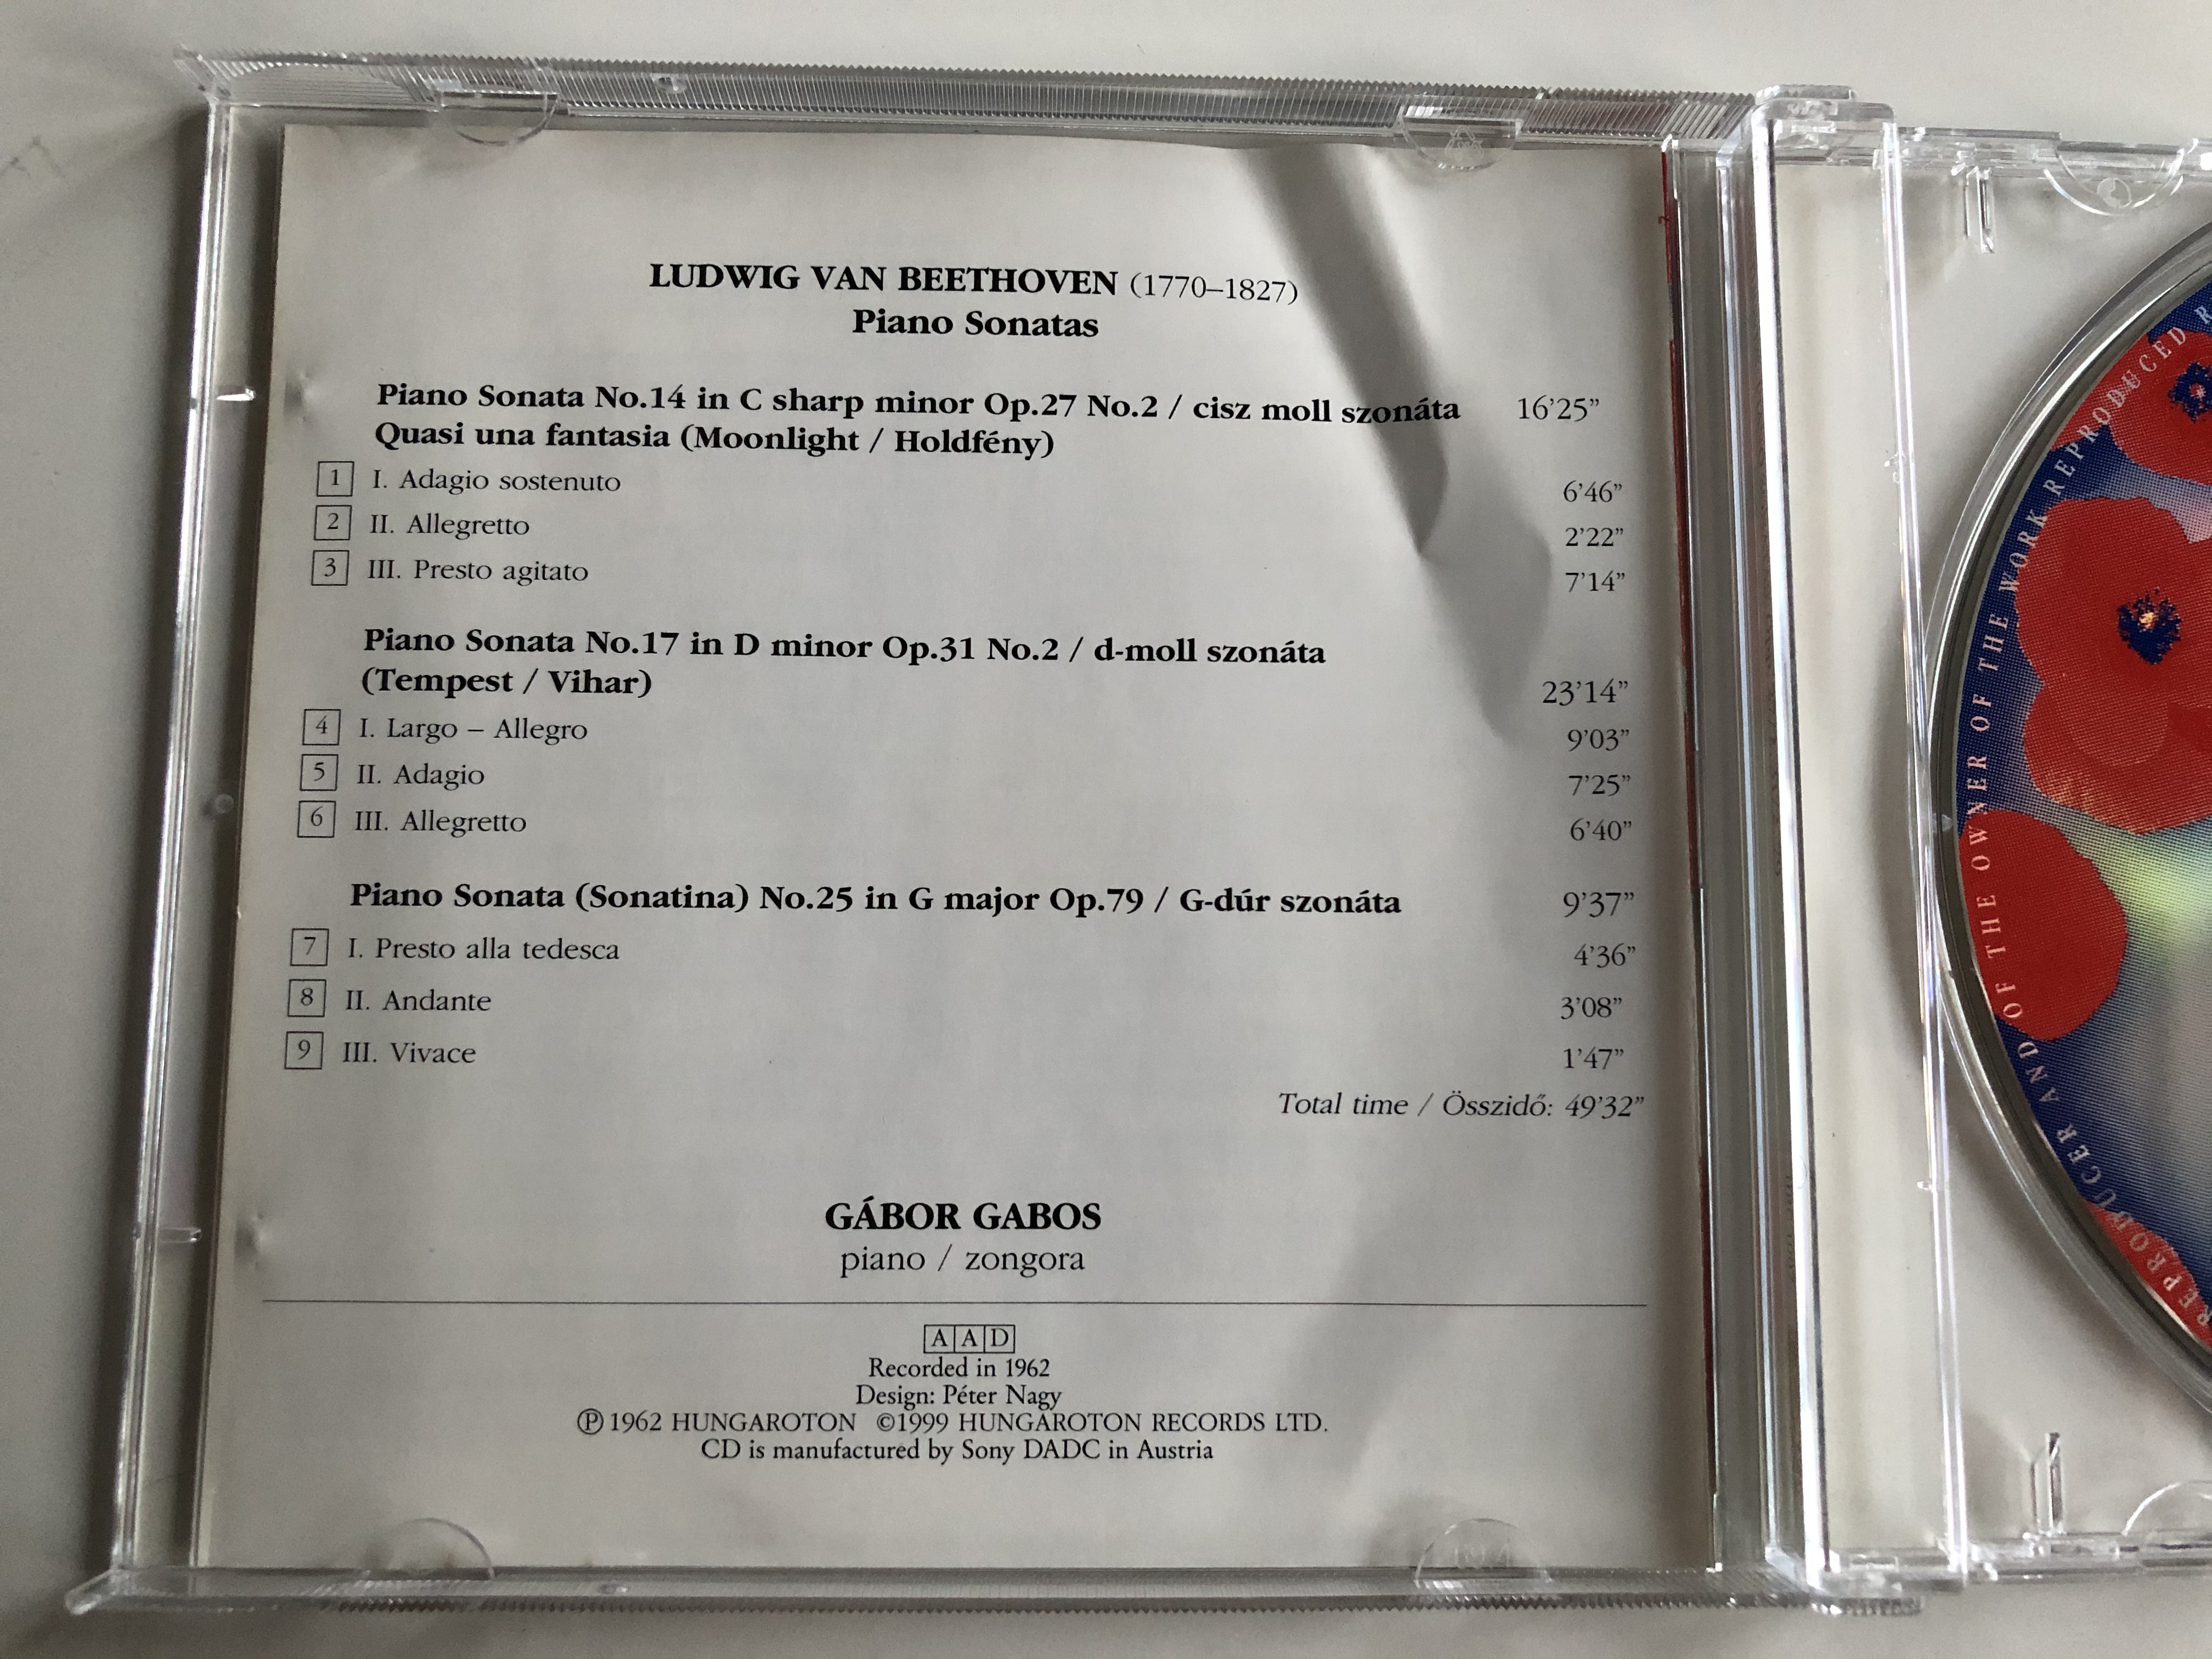 LUDWIG VAN BEETHOVEN (1770–1827)
Piano Sonatas
Piano Sonata No.14 in C sharp minor Op.27 No.2 / cisz moll szonáta 16’25”
Quasi una fantasia (Moonlight / Holdfény)
1 I. Adagio sostenuto 6’46”
2 II. Allegretto 2’22”
3 III. Presto agitato 7’14”
Piano Sonata No.17 in D minor Op.31 No.2 / d-moll szonáta
(Tempest / Vihar) 23’14”
4 I. Largo – Allegro 9’03”
5 II. Adagio 7’25”
6 III. Allegretto 6’40”
Piano Sonata (Sonatina) No.25 in G major Op.79 / G-dúr szonáta 9’37”
7 I. Presto alla tedesca 4’36”
8 II. Andante 3’08”
9 III. Vivace 1’47”
Total time / Összidő: 49’32”
GÁBOR GABOS
piano / zongora
AAD
Recorded in 1962
Design: Péter Nagy
Ⓟ 1962 HUNGAROTON ©1999 HUNGAROTON RECORDS LTD.
CD is manufactured by Sony DADC in Austria
PRODUCER AND OF THE OWNER OF THE WORK REPRODUCED